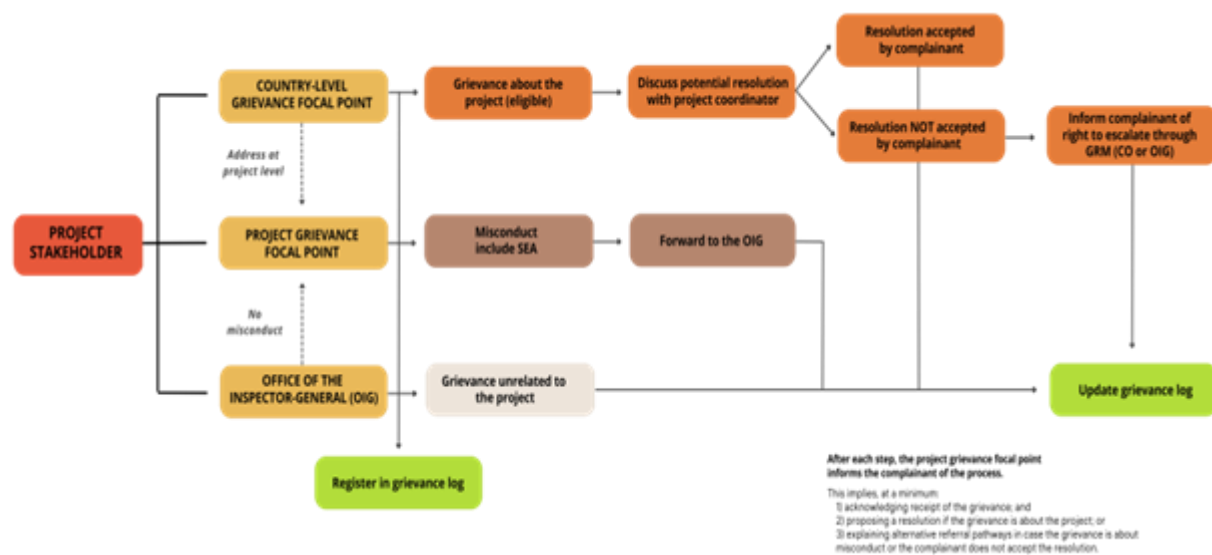 PROJECT
STAKEHOLDER
COUNTRY-LEVEL
GRIEVANCE FOCAL POINT
Address at
project level
PROJECT GRIEVANCE
FOCAL POINT
No
misconduct
OFFICE OF THE
INSPECTOR-GENERAL (OIG)
Grievance about the
project (eligible)
Discuss potential resolution
with project coordinator
Resolution accepted
by complainant
Resolution NOT accepted
by complainant
Inform complainant of
right to escalate through
GRM (CO or OIG)
Misconduct
include SEA
Forward to the OIG
Grievance unrelated to
the project
Update grievance log
Register in grievance log
After each step, the project grievance focal point
informs the complainant of the process.
This implies, at a minimum:
1) acknowledging receipt of the grievance; and
2) proposing a resolution if the grievance is about the project; or
3) explaining alternative referral pathways in case the grievance is about
misconduct or the complainant does not accept the resolution.